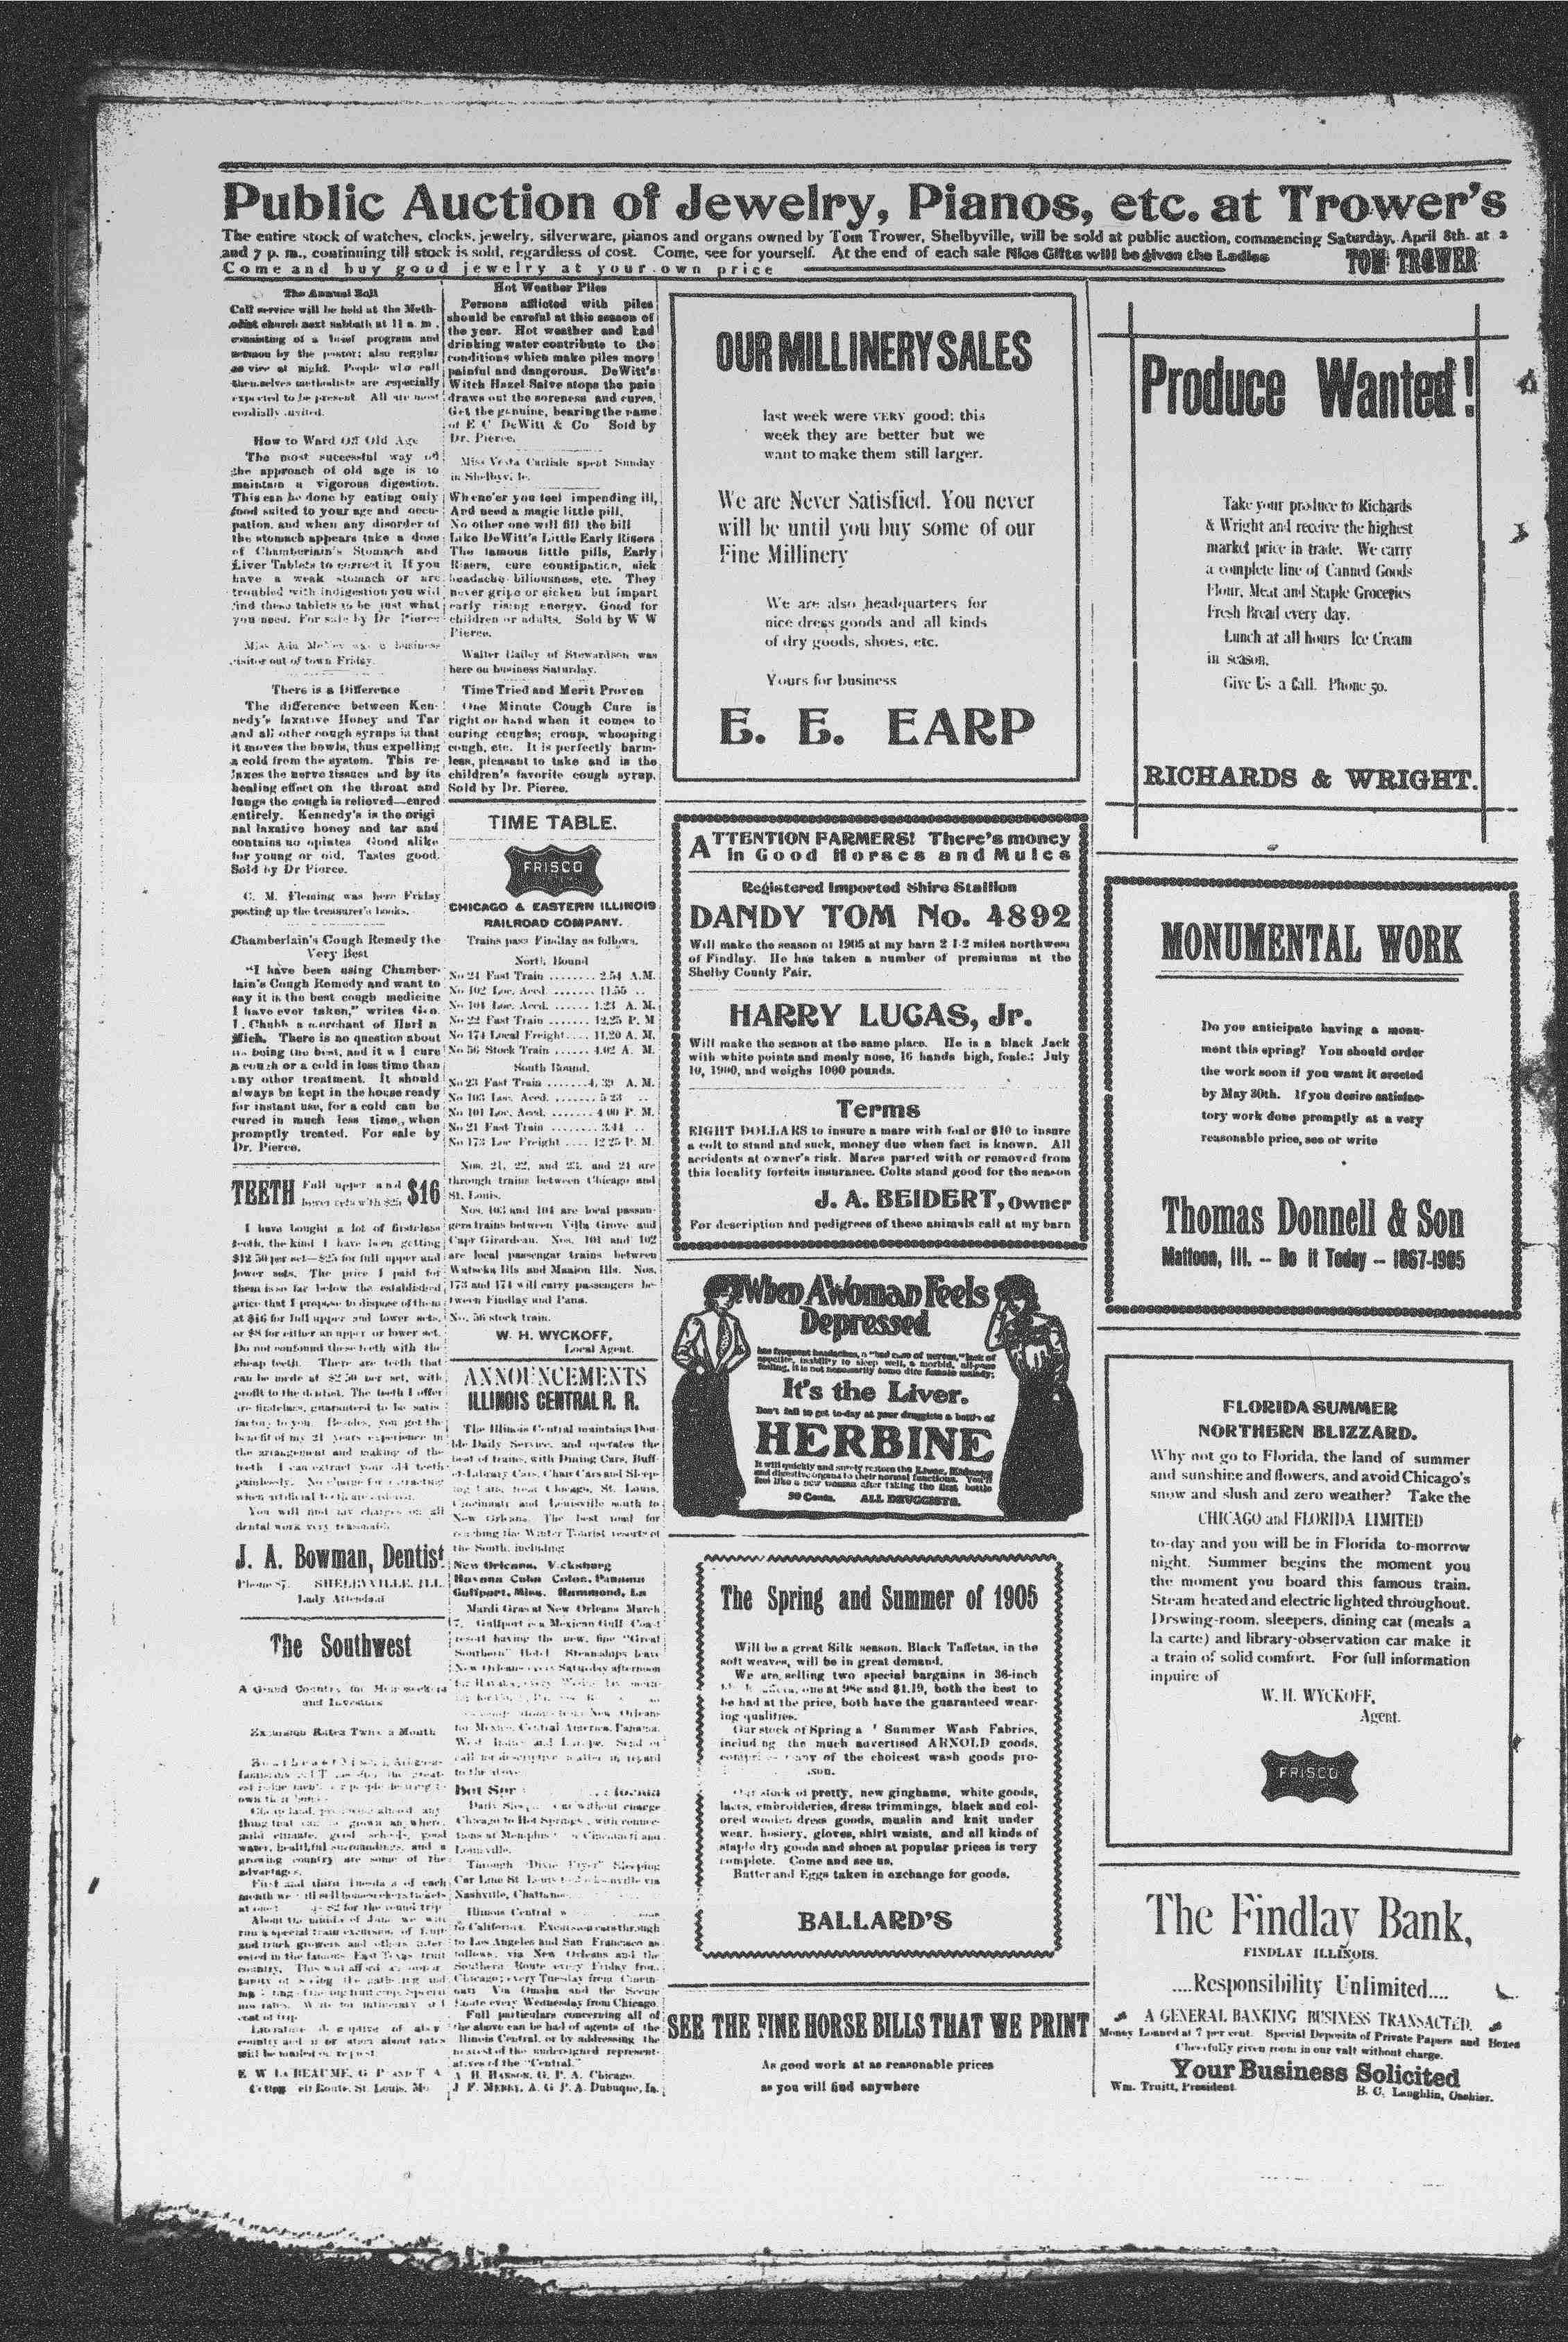 Public Auction of Jewelry, Pianos, etc. at Trower's
The entire stock of watches, clocks, jewelry, silverware, pianos and organs owned by Tom Trower, Shelbyville, will be sold at public auction, commencing Saturday, April 8th. at 2
and 7 p. m., continuing till stock is sold, regardless of cost. Come, see for yourself. At the end of each sale Nice Gifts will be given the Ladies
Come and buy good jewelry at your own price
TOM TROWER
The Annual Roll
Call service will be held at the Meth-
odist church next sabbath at 11 a. m.,
consisting of a brief program and
sermon by the pastor; also regular
service at night. People who call
themselves methodists are especially
expected to be present. All are most
cordially invited.
How to Ward Off Old Age
The most successful way of
the approach of old age is to
maintain a vigorous digestion.
This can be done by eating only
food suited to your age and occu-
pation, and when any disorder of
the stomach appears take a dose
of Chamberlain's Stomach and
Liver Tablets to correct it If you
have a weak stomach or are
troubled with indigestion you will
find these tablets to be just what
you need. For sale by Dr Pierce
Miss Ada was a business
visitor out of town Friday.
There is a Difference
The difference between Ken-
nedy's laxative Honey and Tar
and all other cough syrups is that
it moves the bowls, thus expelling
a cold from the system. This re-
laxes the nerve tissues and by its
healing effect on the throat and
lungs the cough is relieved—cured
entirely. Kennedy's is the origi
nal laxative honey and tar and
contains no opiates Good alike
for young or old. Tastes good.
Sold by Dr Pierce.
C. M. Fleming was here Friday
posting up the treasurer's books.
Chamberlain's Cough Remedy the
Very Best
"I have been using Chamber-
lain's Cough Remedy and want to
say it is the best cough medicine
I have ever taken," writes Geo.
L. Chubb a merchant of Harlan
Mich. There is no question about
its being the best, and it will cure
a cough or a cold in less time than
any other treatment. It should
always be kept in the house ready
for instant use, for a cold can be
cured in much less time, when
promptly treated. For sale by
Dr. Pierce.
TEETH Full upper and lower sets with $25 $16
I have bought a lot of firstclass
teeth, the kind I have been getting
$12.50 per set—$25 for full upper and
lower sets. The price I paid for
them is so far below the established
price that I propose to dispose of them
at $16 for full upper and lower sets,
or $8 for either an upper or lower set.
Do not confound these teeth with the
cheap teeth. There are teeth that
can be made at $2.50 per set, with
profit to the dentist. The teeth I offer
are firstclass, guaranteed to be satis
factory to you. Besides, you get the
benefit of my 21 years experience in
the arrangement and making of the
teeth I can extract your old teeth
painlessly. No charge for extracting
when artificial teeth are
You will find my charges on all
dental work very reasonable.
J. A. Bowman, Dentist
Phone 87. SHELBYVILLE, ILL.
Lady Attendant
The Southwest
A Grand Country for Homeseekers
and Investors
Excursion Rates Twice a Month
own their homes
Cheap land, almost any
thing that can be grown anywhere,
mild climate, good schools, good
water, healthful surroundings, and a
growing country are some of the
advantages.
First and third Tuesdays of each
month we will sell homeseekers tickets
at one for the round trip
About the middle of June we will
run a special train excursion of fruit
and truck growers and others inter
ested in the famous East Texas fruit
country.
country and
will be mailed on request
E W LaBEAUME, G P AND T A
Cotton Belt Route, St Louis, Mo
Hot Weather Piles
Persons afflicted with piles
should be careful at this season of
the year. Hot weather and bad
drinking water contribute to the
conditions which make piles more
painful and dangerous. DeWitt's
Witch Hazel Salve stops the pain
draws out the soreness and cures.
Get the genuine, bearing the name
of E C DeWitt & Co Sold by
Dr. Pierce.
Miss Vesta Carlisle spent Sunday
in Shelbyville.
Whene'er you feel impending ill,
And need a magic little pill,
No other one will fill the bill
Like DeWitt's Little Early Risers
The famous little pills, Early
Risers, cure constipation, sick
headache biliousness, etc. They
never gripe or sicken but impart
early rising energy. Good for
children or adults. Sold by W W
Pierce.
Walter Bailey of Stewardson was
here on business Saturday.
Time Tried and Merit Proven
One Minute Cough Cure is
right on hand when it comes to
curing coughs; croup, whooping
cough, etc. It is perfectly harm-
less, pleasant to take and is the
children's favorite cough syrup.
Sold by Dr. Pierce.
TIME TABLE.
FRISCO
CHICAGO & EASTERN ILLINOIS
RAILROAD COMPANY.
Trains pass Findlay as follows.
North Bound
No 24 Fast Train ........ 2.54 A.M.
No 102 Loc. Accd. ....... 11.55 ..
No 104 Loc. Accd. ...... 1.23 A. M.
No 22 Fast Train ....... 12.25 P. M
No 174 Local Freight.... 11.20 A. M.
No 56 Stock Train ...... 4.02 A. M.
South Bound.
No 23 Fast Train .......4. 39 A. M.
No 103 Loc. Accd. ....... 5 23 ..
No 101 Loc. Accd. ....... 4 00 P. M.
No 21 Fast Train ........ 3.44 ..
No 173 Loc Freight .... 12 25 P. M.
Nos. 21, 22, and 23, and 24 are
through trains between Chicago and
St. Louis.
Nos. 103 and 104 are local passen-
gers trains between Villa Grove and
Cape Girardeau. Nos. 101 and 102
are local passengar trains between
Watseka Ills and Marion Ills. Nos.
173 and 174 will carry passengers be-
tween Findlay and Pana.
No. 56 stock train.
W. H. WYCKOFF,
Local Agent.
ANNOUNCEMENTS
ILLINOIS CENTRAL R. R.
The Illinois Central maintains Dou-
ble Daily Service, and operates the
best of trains, with Dining Cars, Buff-
et-Library Cars, Chair Cars and Sleep-
ing Cars, from Chicago, St. Louis,
Cincinnati and Louisville south to
New Orleans. The best road for
reaching the Winter Tourist resorts of
the South, including
New Orleans, Vicksburg
Havana Cuba Colon, Panama
Gulfport, Miss. Hammond, La
Mardi Gras at New Orleans March
7. Gulfport is a Mexican Gulf Coast
resort having the new, fine "Great
Southern" Hotel Steamships leave
New Orleans every Saturday afternoon
for Havana,
for Mexico, Central America, Panama,
West Indies and Europe. Send or
call for descriptive matter in regard
to the above
Daily Sleeping Car without change
Chicago to Hot Springs, with connec-
tions at Memphis Cincinnati and
Louisville.
Through "Dixie Flyer" Sleeping
Car Line St. Louis to Jacksonville via
Nashville, Chattanooga
Illinois Central
to California. Excursion cars through
to Los Angeles and San Francisco as
follows, via New Orleans and the
Southern Route every Friday from
Chicago; every Tuesday from Cincin-
nati Via Omaha and the Scenic
Route every Wednesday from Chicago.
Full particulars concerning all of
the above can be had of agents of the
Illinois Central, or by addressing the
nearest of the undersigned represent-
atives of the "Central."
A H HANSON, G. P. A. Chicago.
J F. MERRY, A. G P. A. Dubuque, Ia.
OUR MILLINERY SALES
last week were VERY good; this
week they are better but we
want to make them still larger.
We are Never Satisfied. You never
will be until you buy some of our
Fine Millinery
We are also headquarters for
nice dress goods and all kinds
of dry goods, shoes, etc.
Yours for business
E. E. EARP
ATTENTION FARMERS! There's money
in Good Horses and Mules
Registered Imported Shire Stallion
DANDY TOM No. 4892
Will make the season of 1905 at my barn 2 1-2 miles northwest
of Findlay. He has taken a number of premiums at the
Shelby County Fair.
HARRY LUCAS, Jr.
Will make the season at the same place. He is a black Jack
with white points and mealy nose, 16 hands high, foaled July
10, 1900, and weighs 1000 pounds.
Terms
EIGHT DOLLARS to insure a mare with foal or $10 to insure
a colt to stand and suck, money due when fact is known. All
accidents at owner's risk. Mares parted with or removed from
this locality forfeits insurance. Colts stand good for the season
J. A. BEIDERT, Owner
For description and pedigrees of these animals call at my barn
When A Woman Feels
Depressed
has frequent headaches, a "bad case of nerves," lack of
appetite, inability to sleep well, a morbid, all-gone
feeling, it is not necessarily some dire female malady;
It's the Liver.
Don't fail to get to-day at your druggists a bottle of
HERBINE
It will quickly and surely restore the Liver, Kidneys
and digestive organs to their normal functions. You'll
feel like a new woman after taking the first bottle
50 Cents. ALL DRUGGISTS.
The Spring and Summer of 1905
Will be a great Silk season. Black Taffetas, in the
soft weaves, will be in great demand.
We are selling two special bargains in 36-inch
one at 98c and $1.19, both the best to
be had at the price, both have the guaranteed wear-
ing qualities.
Our stock of Spring a Summer Wash Fabrics,
includ ng the much advertised ARNOLD goods,
many of the choicest wash goods pro-
son.
Our stock of pretty, new ginghams, white goods,
laces, embroideries, dress trimmings, black and col-
ored woolen dress goods, muslin and knit under
wear, hosiery, gloves, shirt waists, and all kinds of
staple dry goods and shoes at popular prices is very
complete. Come and see us.
Butter and Eggs taken in exchange for goods.
BALLARD'S
SEE THE FINE HORSE BILLS THAT WE PRINT
As good work at as reasonable prices
as you will find anywhere
Produce Wanted!
Take your produce to Richards
& Wright and receive the highest
market price in trade. We carry
a complete line of Canned Goods
Flour, Meat and Staple Groceries
Fresh Bread every day.
Lunch at all hours Ice Cream
in season.
Give Us a Call. Phone 50.
RICHARDS & WRIGHT.
MONUMENTAL WORK
Do you anticipate having a monu-
ment this spring? You should order
the work soon if you want it erected
by May 30th. If you desire satisfac-
tory work done promptly at a very
reasonable price, see or write
Thomas Donnell & Son
Mattoon, Ill. - Do it Today - 1867-1905
FLORIDA SUMMER
NORTHERN BLIZZARD.
Why not go to Florida, the land of summer
and sunshine and flowers, and avoid Chicago's
snow and slush and zero weather? Take the
CHICAGO and FLORIDA LIMITED
to-day and you will be in Florida to-morrow
night. Summer begins the moment you
the moment you board this famous train.
Steam heated and electric lighted throughout.
Drswing-room, sleepers, dining cat (meals a
la carte) and library-observation car make it
a train of solid comfort. For full information
inpuire of
W. H. WYCKOFF,
Agent.
FRISCO
The Findlay Bank,
FINDLAY ILLINOIS.
....Responsibility Unlimited....
A GENERAL BANKING BUSINESS TRANSACTED.
Money Loaned at 7 per cent. Special Deposits of Private Papers and Boxes
Cheerfully given room in our valt without charge.
Your Business Solicited
Wm. Truitt, President. B. C. Laughlin, Cashier.